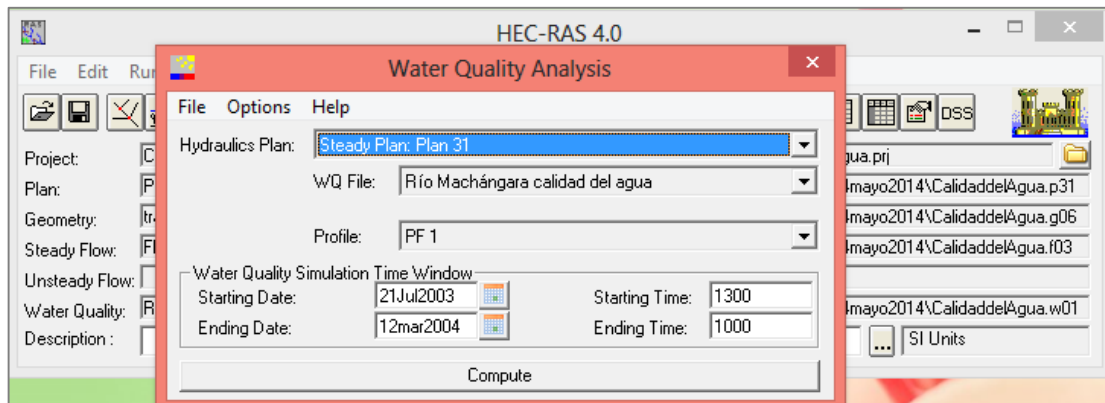 HEC-RAS 4.0
Water Quality Analysis
File Edit Run
File Options Help
DSS
Hydraulics Plan: Steady Plan: Plan 31
Project:
gua.prj
WQ File: Río Machángara calidad del agua
Plan:
4mayo2014\CalidaddelAgua.p31
Geometry:
4mayo2014\CalidaddelAgua.g06
Profile: PF 1
Steady Flow:
4mayo2014\CalidaddelAgua.f03
Unsteady Flow:
Water Quality Simulation Time Window
Starting Date: 21Jul2003 Starting Time: 1300
Water Quality:
4mayo2014\CalidaddelAgua.w01
Ending Date: 12mar2004 Ending Time: 1000
Description :
... SI Units
Compute